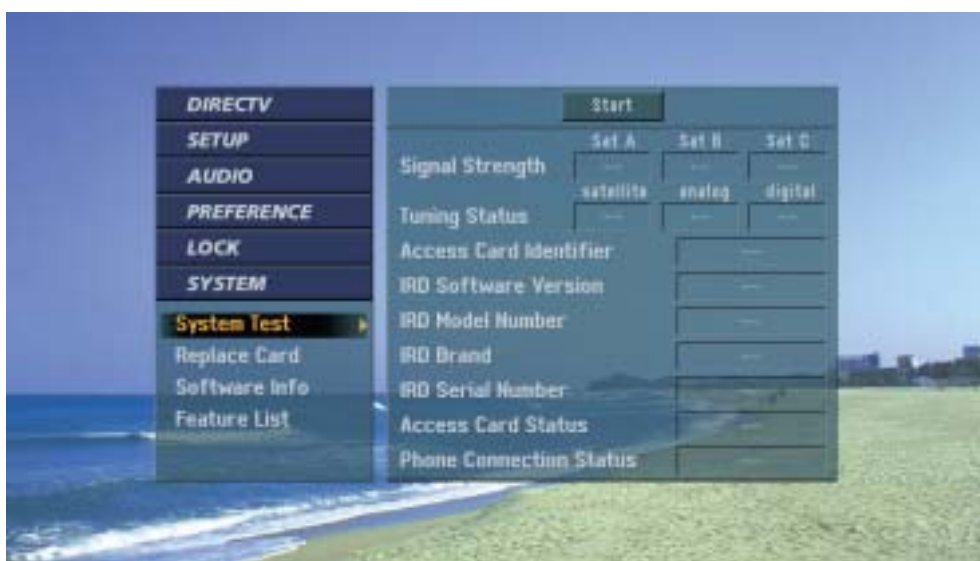 DIRECTV
SETUP
AUDIO
PREFERENCE
LOCK
SYSTEM
System Test
Replace Card
Software Info
Feature List
Start
Sat A Sat B Sat C
Signal Strength --- --- ---
satellite analog digital
Tuning Status --- --- ---
Access Card Identifier ---
IRD Software Version ---
IRD Model Number ---
IRD Brand ---
IRD Serial Number ---
Access Card Status ---
Phone Connection Status ---